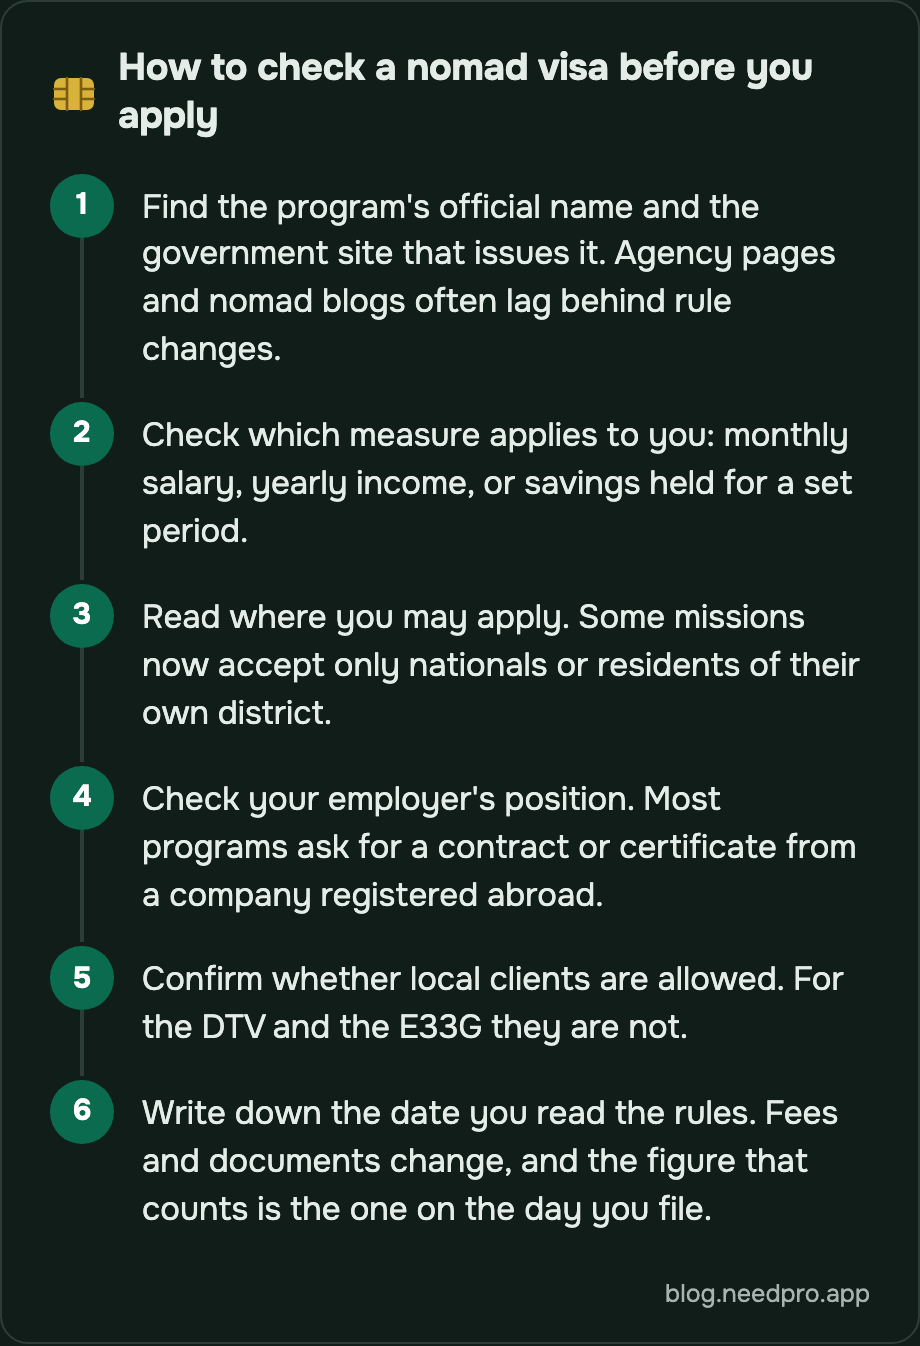 How to check a nomad visa before you
apply
1
Find the program's official name and the
government site that issues it. Agency pages
and nomad blogs often lag behind rule
changes.
2
Check which measure applies to you: monthly
salary, yearly income, or savings held for a set
period.
3
Read where you may apply. Some missions
now accept only nationals or residents of their
own district.
4
Check your employer's position. Most
programs ask for a contract or certificate from
a company registered abroad.
5
Confirm whether local clients are allowed. For
the DTV and the E33G they are not.
6
Write down the date you read the rules. Fees
and documents change, and the figure that
counts is the one on the day you file.
blog.needpro.app